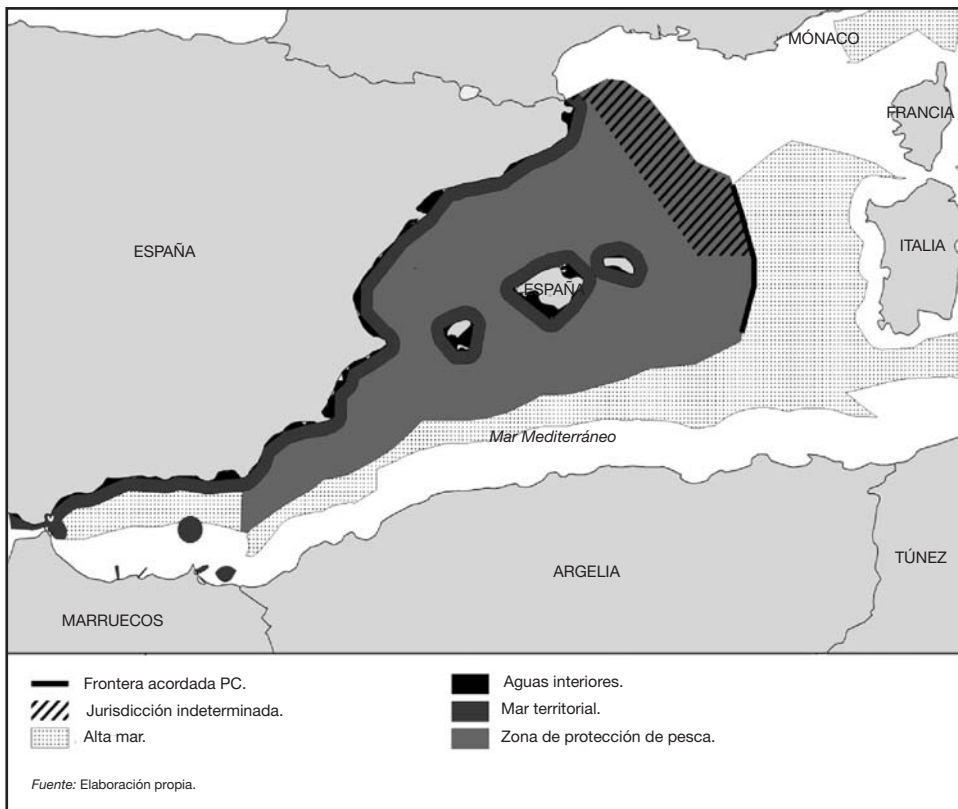 MÓNACO
FRANCIA
ESPAÑA
ITALIA
ESPAÑA
Mar Mediterráneo
ARGELIA
TÚNEZ
MARRUECOS
Frontera acordada PC.
Jurisdicción indeterminada.
Alta mar.
Aguas interiores.
Mar territorial.
Zona de protección de pesca.
Fuente: Elaboración propia.